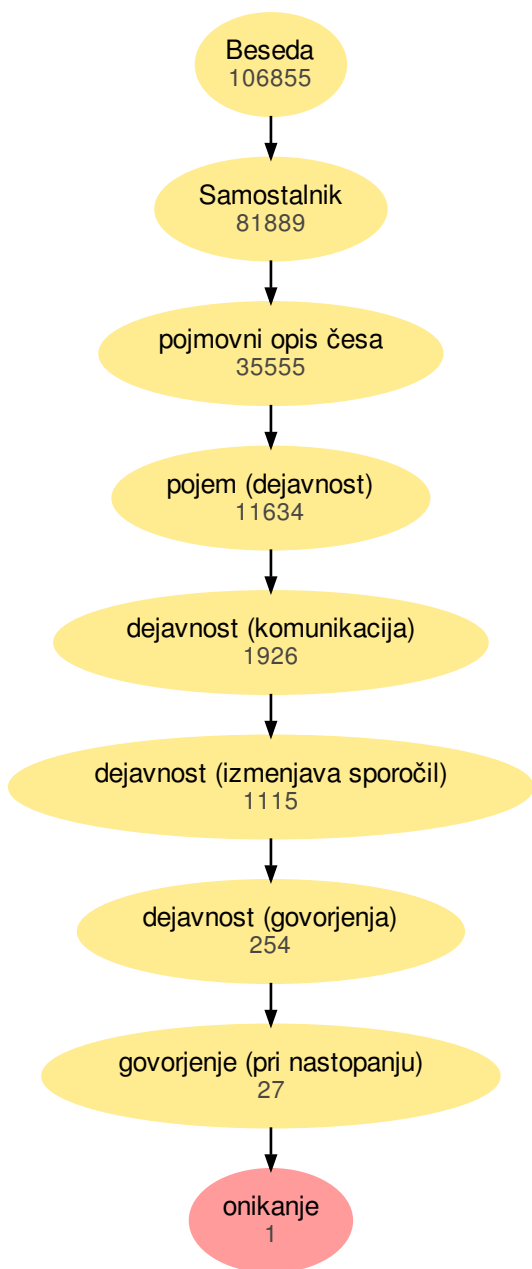 Beseda
106855
Samostalnik
81889
pojmovni opis česa
35555
pojem (dejavnost)
11634
dejavnost (komunikacija)
1926
dejavnost (izmenjava sporočil)
1115
dejavnost (govorjenja)
254
govorjenje (pri nastopanju)
27
onikanje
1